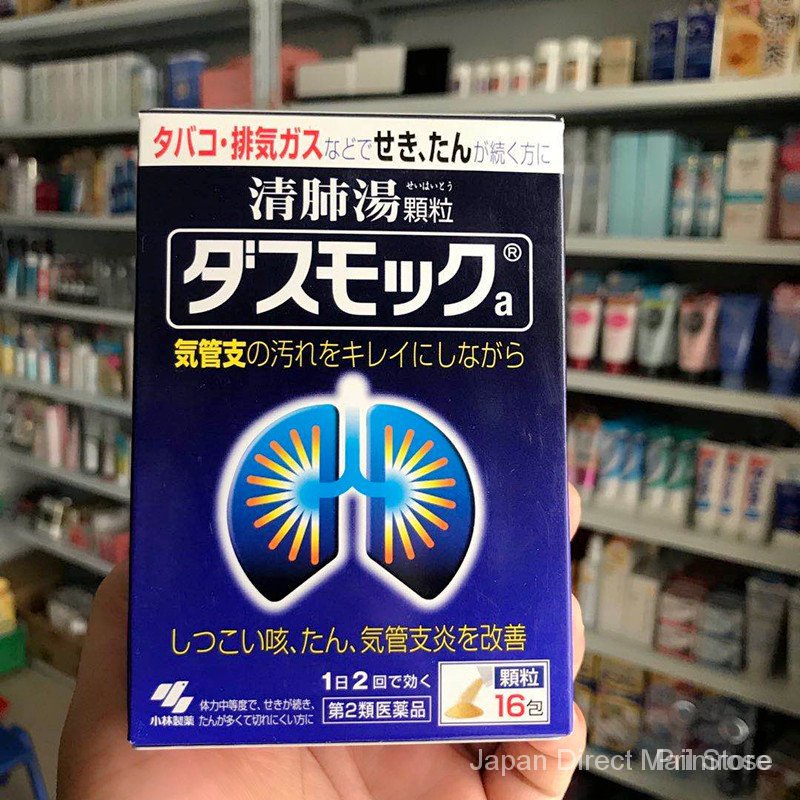 タバコ・排気ガスなどでせき、たんが続く方に
せいはいとう
清肺湯顆粒
ダスモック®a
気管支の汚れをキレイにしながら
しつこい咳、たん、気管支炎を改善
1日2回で効く
第2類医薬品
顆粒
16包
小林製薬
体力中等度で、せきが続き、
たんが多くて切れにくい方に
Japan Direct Mail Store